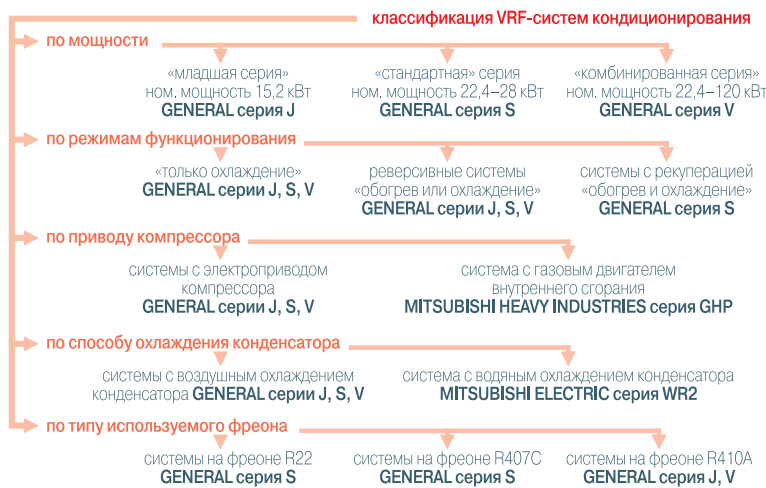 классификация VRF-систем кондиционирования
по мощности
«младшая серия»
ном. мощность 15,2 кВт
GENERAL серия J
«стандартная» серия
ном. мощность 22,4–28 кВт
GENERAL серия S
«комбинированная серия»
ном. мощность 22,4–120 кВт
GENERAL серия V
по режимам функционирования
«только охлаждение»
GENERAL серии J, S, V
реверсивные системы
«обогрев или охлаждение»
GENERAL серии J, S, V
системы с рекуперацией
«обогрев и охлаждение»
GENERAL серия S
по приводу компрессора
системы с электроприводом
компрессора
GENERAL серии J, S, V
система с газовым двигателем
внутреннего сгорания
MITSUBISHI HEAVY INDUSTRIES серия GHP
по способу охлаждения конденсатора
системы с воздушным охлаждением
конденсатора GENERAL серии J, S, V
система с водяным охлаждением конденсатора
MITSUBISHI ELECTRIC серия WR2
по типу используемого фреона
системы на фреоне R22
GENERAL серия S
системы на фреоне R407C
GENERAL серия S
системы на фреоне R410A
GENERAL серии J, V